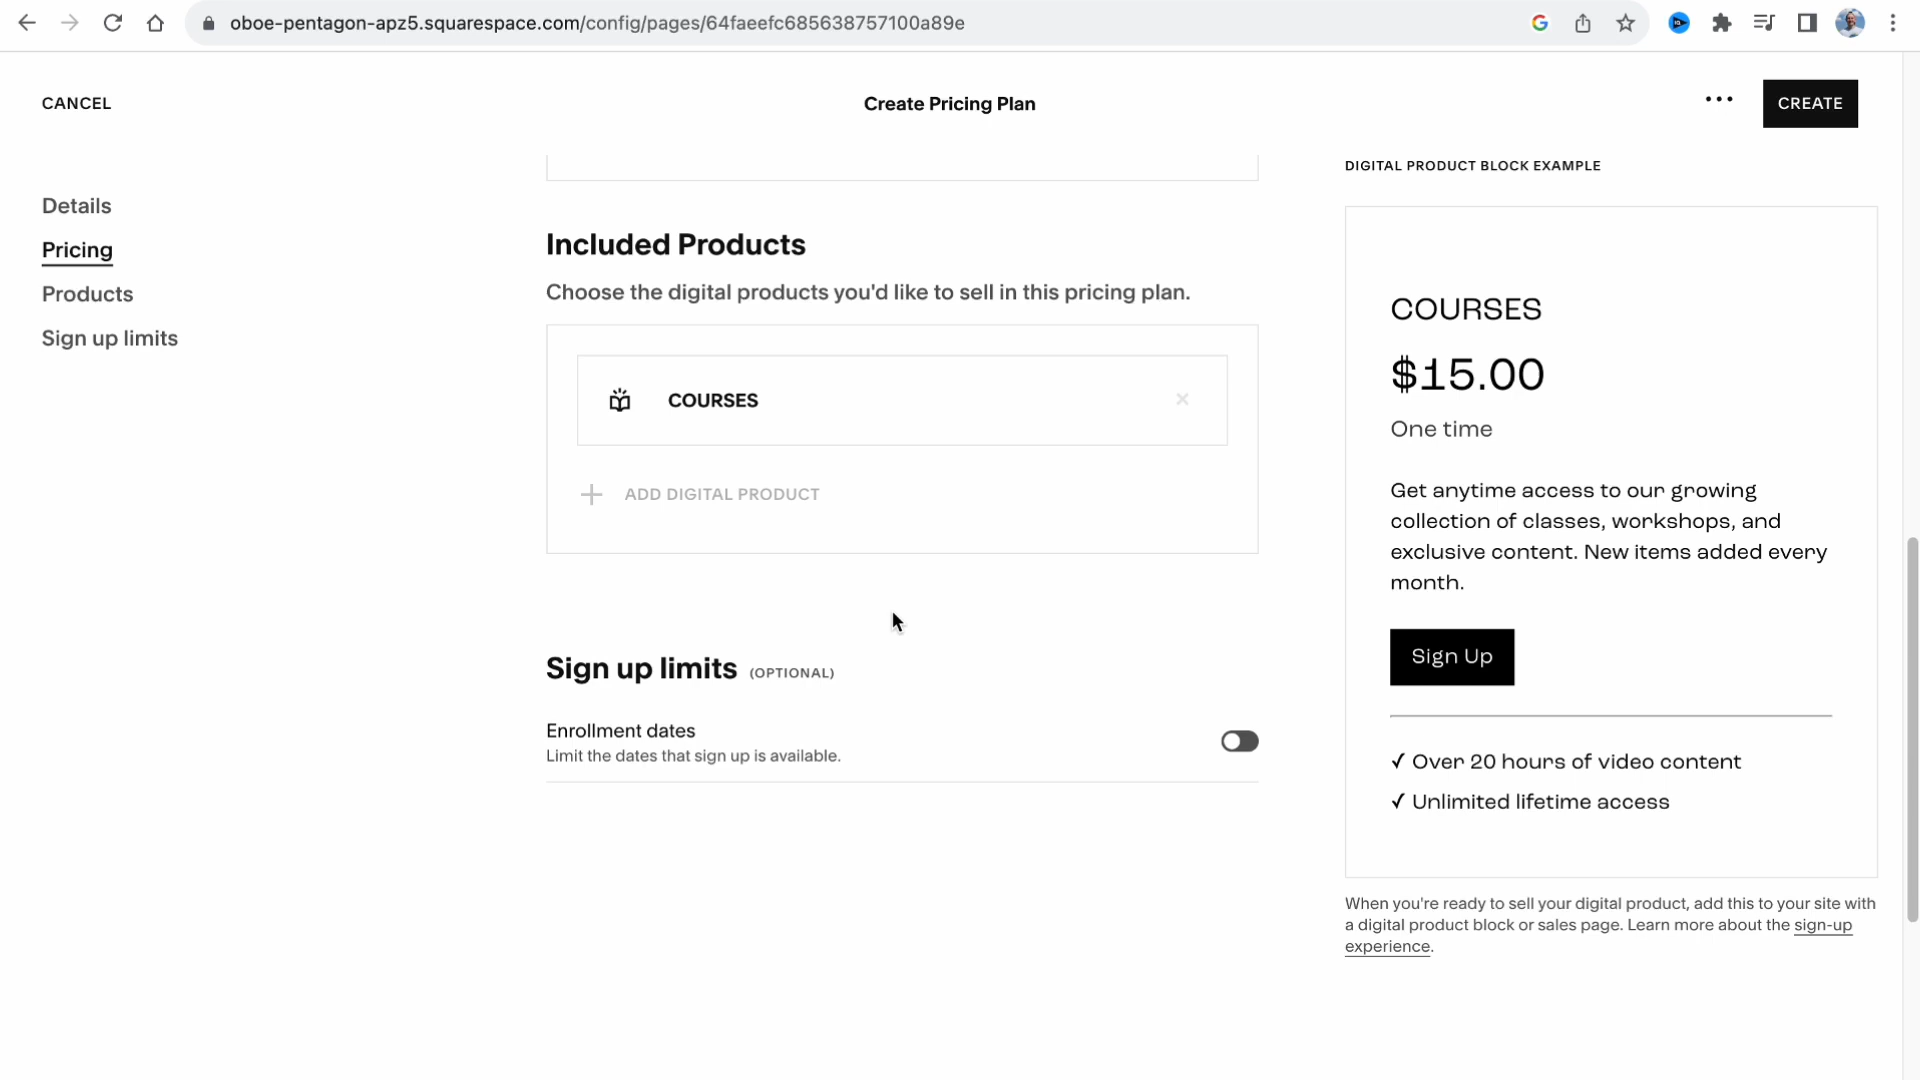 oboe-pentagon-apz5.squarespace.com/config/pages/64faeefc685638757100a89e
CANCEL
Create Pricing Plan
CREATE
Details
Pricing
Products
Sign up limits
Included Products
Choose the digital products you'd like to sell in this pricing plan.
COURSES
ADD DIGITAL PRODUCT
Sign up limits (OPTIONAL)
Enrollment dates
Limit the dates that sign up is available.
DIGITAL PRODUCT BLOCK EXAMPLE
COURSES
$15.00
One time
Get anytime access to our growing
collection of classes, workshops, and
exclusive content. New items added every
month.
Sign Up
✓ Over 20 hours of video content
✓ Unlimited lifetime access
When you're ready to sell your digital product, add this to your site with
a digital product block or sales page. Learn more about the sign-up
experience.